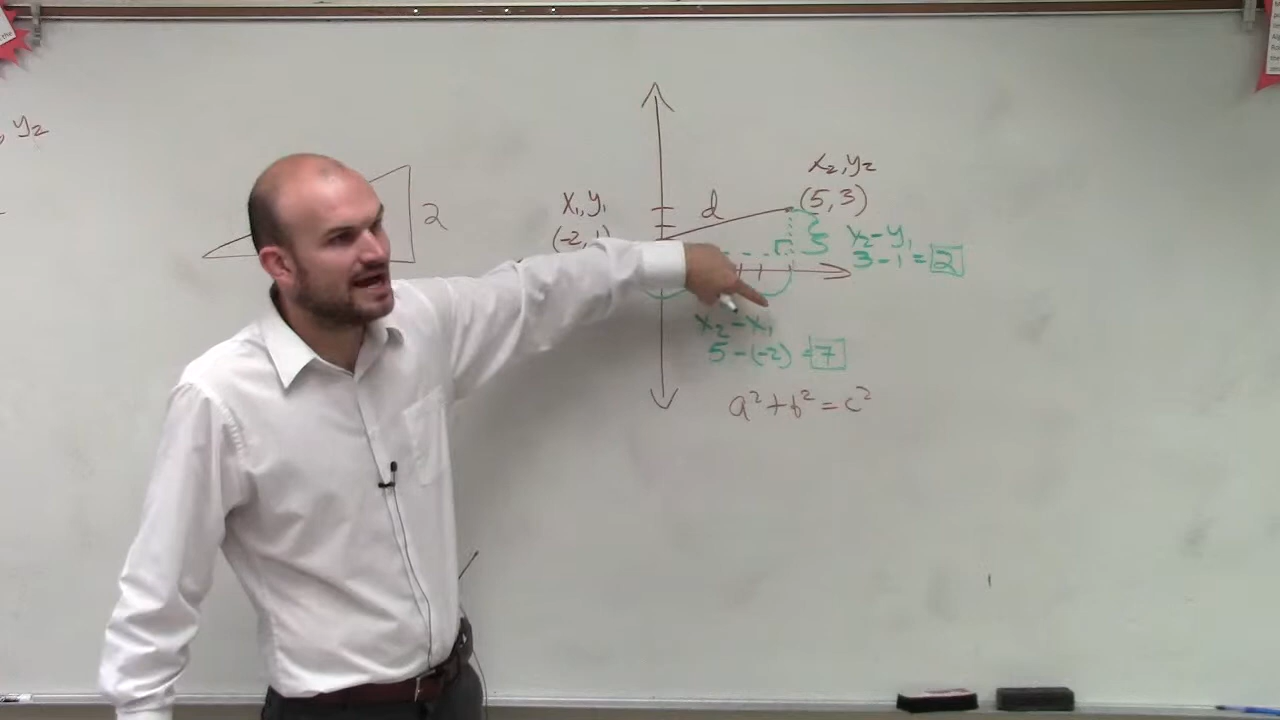 , y₂
x₂, y₂
x₁, y₁
(5, 3)
d
2
(-2, 1)
x₂ - y₁
3 - 1 = 2
x₂ - x₁
5 - (-2) = 7
a² + b² = c²